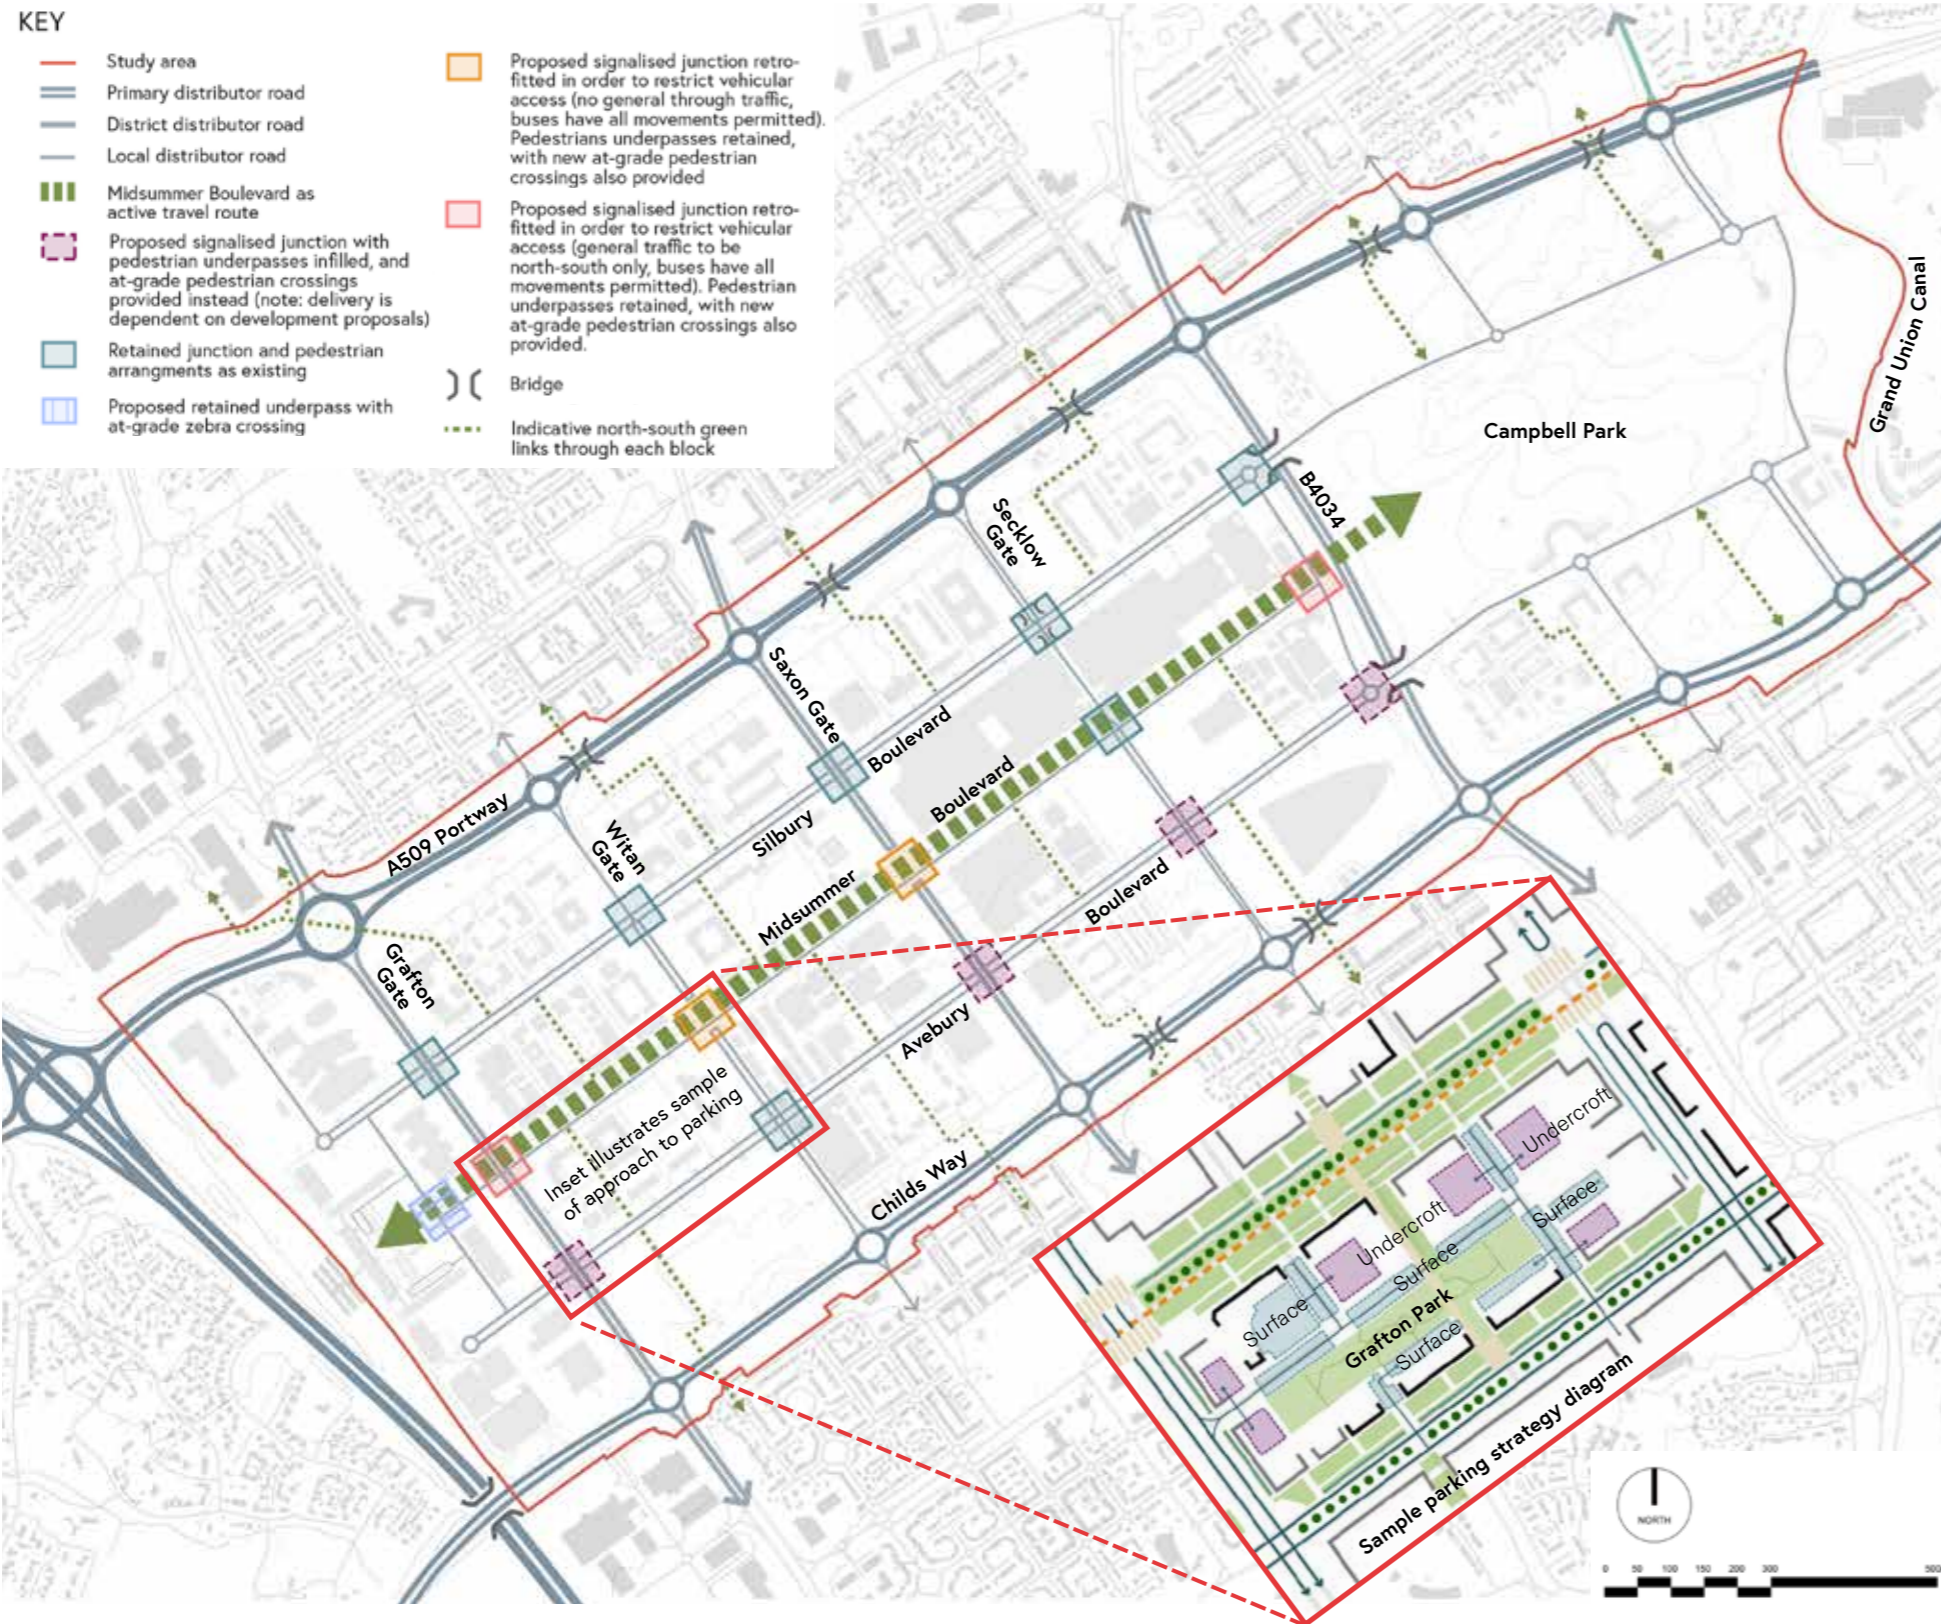 KEY
Study area
Primary distributor road
District distributor road
Local distributor road
Midsummer Boulevard as
active travel route
Proposed signalised junction with
pedestrian underpasses infilled, and
at-grade pedestrian crossings
provided instead (note: delivery is
dependent on development proposals)
Retained junction and pedestrian
arrangments as existing
Proposed retained underpass with
at-grade zebra crossing
Proposed signalised junction retro-
fitted in order to restrict vehicular
access (no general through traffic,
buses have all movements permitted).
Pedestrians underpasses retained,
with new at-grade pedestrian
crossings also provided
Proposed signalised junction retro-
fitted in order to restrict vehicular
access (general traffic to be
north-south only, buses have all
movements permitted). Pedestrian
underpasses retained, with new
at-grade pedestrian crossings also
provided.
Bridge
Indicative north-south green
links through each block
Grand Union Canal
Campbell Park
B4034
Secklow
Gate
Saxon Gate
Boulevard
Silbury
Boulevard
Midsummer
A509 Portway
Witan
Gate
Boulevard
Avebury
Grafton
Gate
Childs Way
Inset illustrates sample
of approach to parking
Undercroft
Undercroft
Surface
Surface
Surface
Grafton Park
Surface
Sample parking strategy diagram
NORTH
0 50 100 150 200 300 500